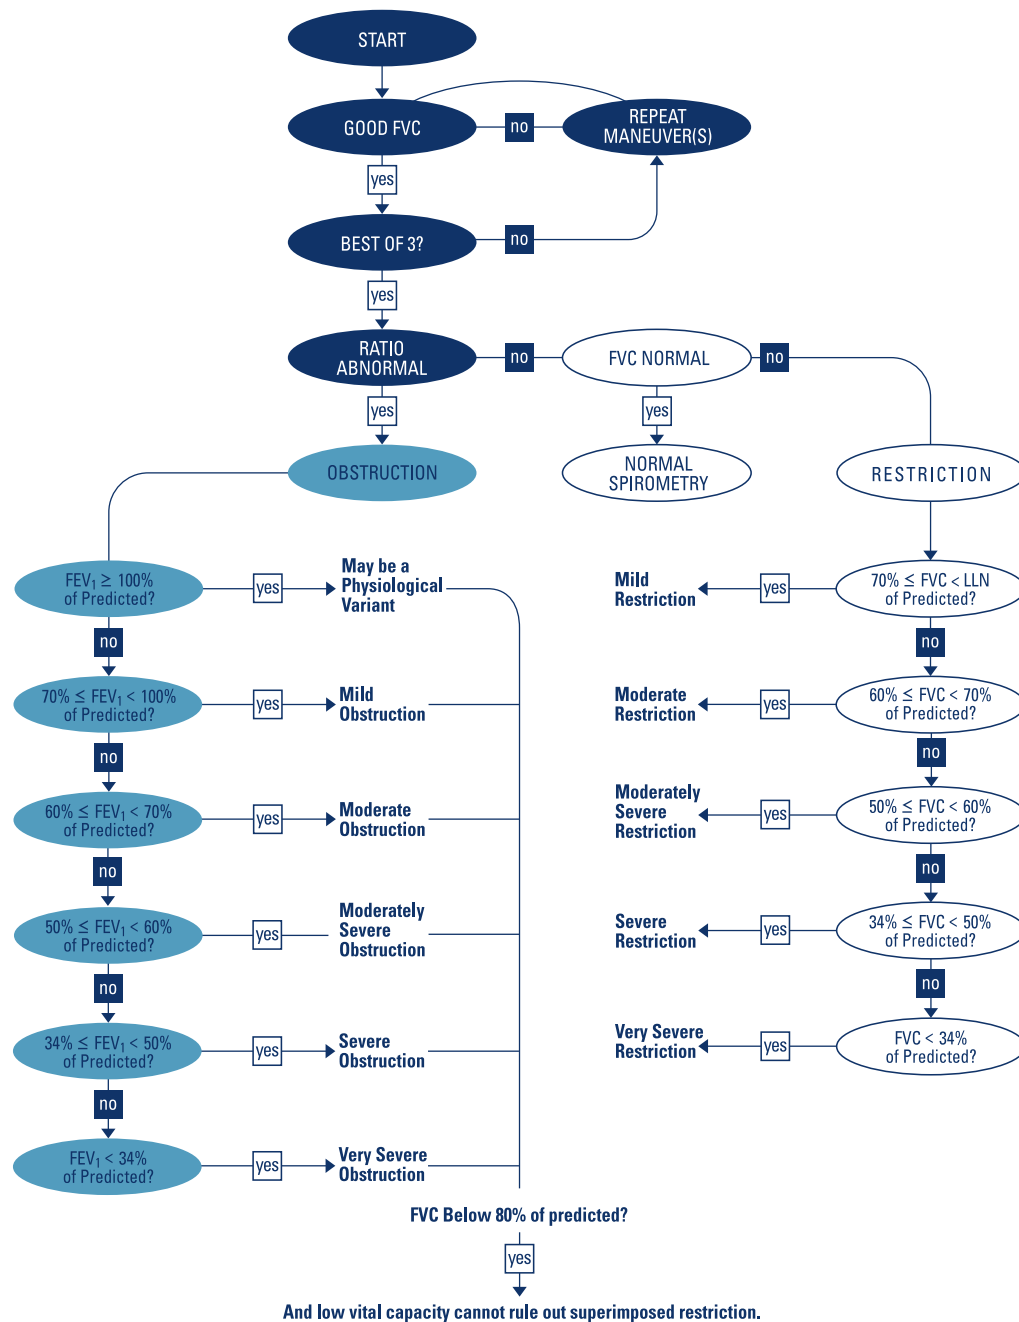 START
GOOD FVC
no
REPEAT
MANEUVER(S)
yes
BEST OF 3?
no
yes
RATIO
ABNORMAL
no
FVC NORMAL
no
yes
yes
OBSTRUCTION
NORMAL
SPIROMETRY
RESTRICTION
FEV₁ ≥ 100%
of Predicted?
yes
May be a
Physiological
Variant
no
70% ≤ FEV₁ < 100%
of Predicted?
yes
Mild
Obstruction
no
60% ≤ FEV₁ < 70%
of Predicted?
yes
Moderate
Obstruction
no
50% ≤ FEV₁ < 60%
of Predicted?
yes
Moderately
Severe
Obstruction
no
34% ≤ FEV₁ < 50%
of Predicted?
yes
Severe
Obstruction
no
FEV₁ < 34%
of Predicted?
yes
Very Severe
Obstruction
Mild
Restriction
yes
70% ≤ FVC < LLN
of Predicted?
no
Moderate
Restriction
yes
60% ≤ FVC < 70%
of Predicted?
no
Moderately
Severe
Restriction
yes
50% ≤ FVC < 60%
of Predicted?
no
Severe
Restriction
yes
34% ≤ FVC < 50%
of Predicted?
no
Very Severe
Restriction
yes
FVC < 34%
of Predicted?
FVC Below 80% of predicted?
yes
And low vital capacity cannot rule out superimposed restriction.